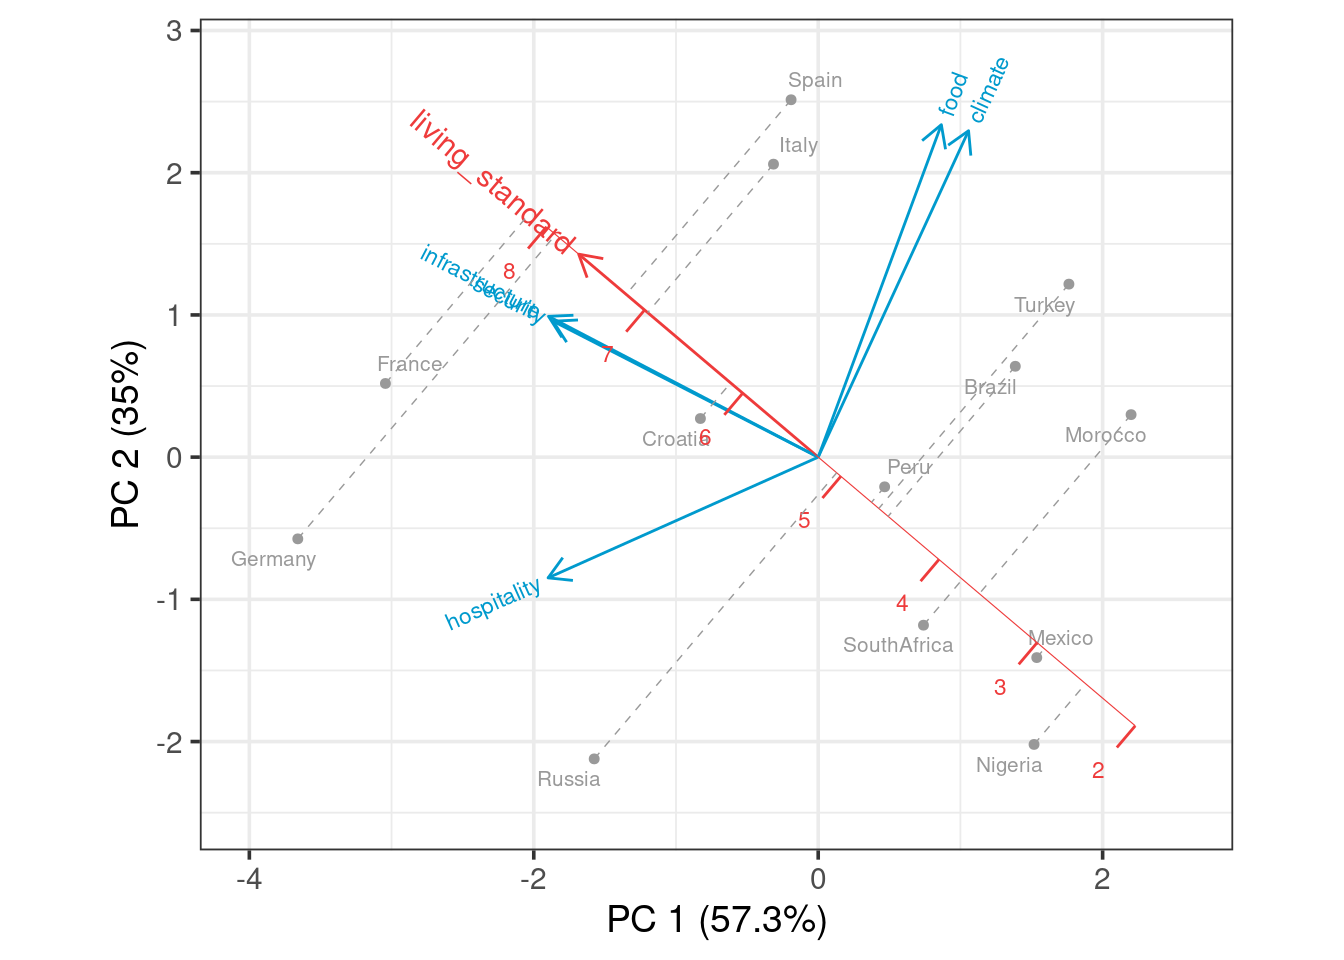 3
2
1
0
-1
-2
PC 2 (35%)
-4
-2
0
2
PC 1 (57.3%)
food
climate
Spain
Italy
living_standard
infrastructure
security
8
7
6
5
4
3
2
Turkey
Brazil
Morocco
France
Croatia
Peru
Germany
hospitality
SouthAfrica
Mexico
Russia
Nigeria